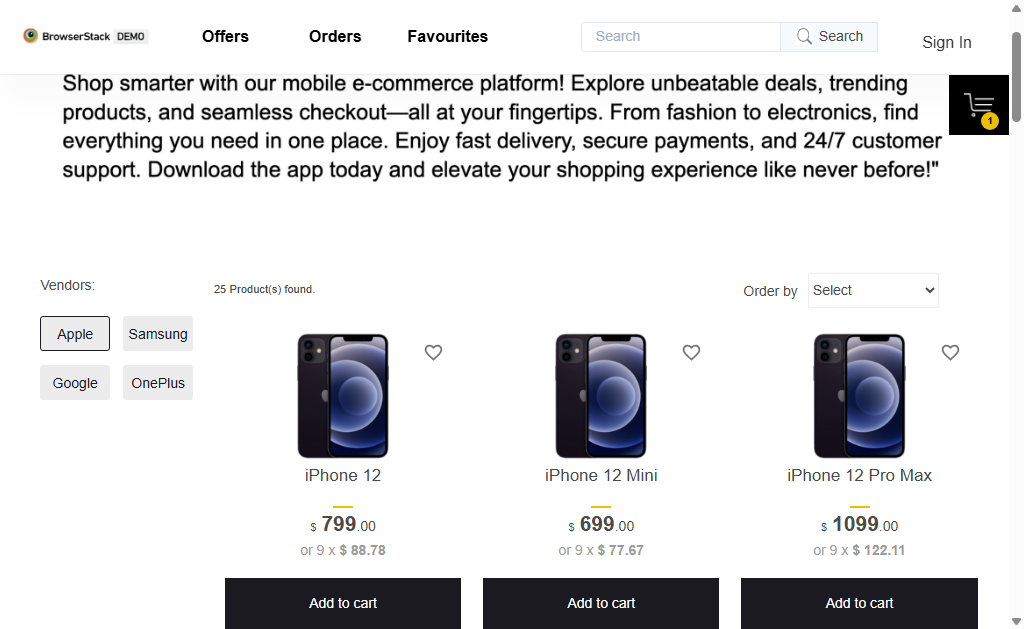 BrowserStack DEMO
Offers
Orders
Favourites
Search
Search
Sign In
Shop smarter with our mobile e-commerce platform! Explore unbeatable deals, trending
products, and seamless checkout—all at your fingertips. From fashion to electronics, find
everything you need in one place. Enjoy fast delivery, secure payments, and 24/7 customer
support. Download the app today and elevate your shopping experience like never before!"
1
Vendors:
25 Product(s) found.
Order by
Select
Apple
Samsung
Google
OnePlus
iPhone 12
$ 799.00
or 9 x $ 88.78
Add to cart
iPhone 12 Mini
$ 699.00
or 9 x $ 77.67
Add to cart
iPhone 12 Pro Max
$ 1099.00
or 9 x $ 122.11
Add to cart